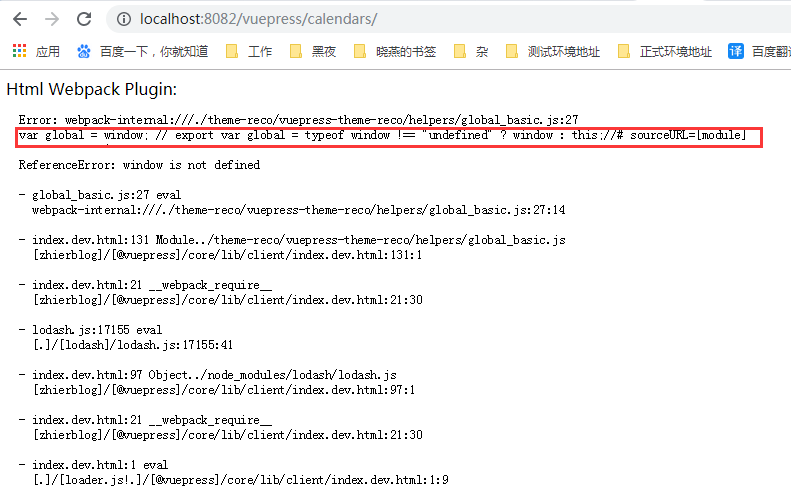 localhost:8082/vuepress/calendars/
应用 百度一下，你就知道 工作 黑夜 晓燕的书签 杂 测试环境地址 正式环境地址 译 百度翻译
Html Webpack Plugin:
Error: webpack-internal:///./theme-reco/vuepress-theme-reco/helpers/global_basic.js:27
var global = window; // export var global = typeof window !== "undefined" ? window : this;//# sourceURL=[module]
ReferenceError: window is not defined
- global_basic.js:27 eval
webpack-internal:///./theme-reco/vuepress-theme-reco/helpers/global_basic.js:27:14
- index.dev.html:131 Module../theme-reco/vuepress-theme-reco/helpers/global_basic.js
[zhierblog]/[@vuepress]/core/lib/client/index.dev.html:131:1
- index.dev.html:21 __webpack_require__
[zhierblog]/[@vuepress]/core/lib/client/index.dev.html:21:30
- lodash.js:17155 eval
[.]/[lodash]/lodash.js:17155:41
- index.dev.html:97 Object../node_modules/lodash/lodash.js
[zhierblog]/[@vuepress]/core/lib/client/index.dev.html:97:1
- index.dev.html:21 __webpack_require__
[zhierblog]/[@vuepress]/core/lib/client/index.dev.html:21:30
- index.dev.html:1 eval
[.]/[loader.js!.]/[@vuepress]/core/lib/client/index.dev.html:1:9